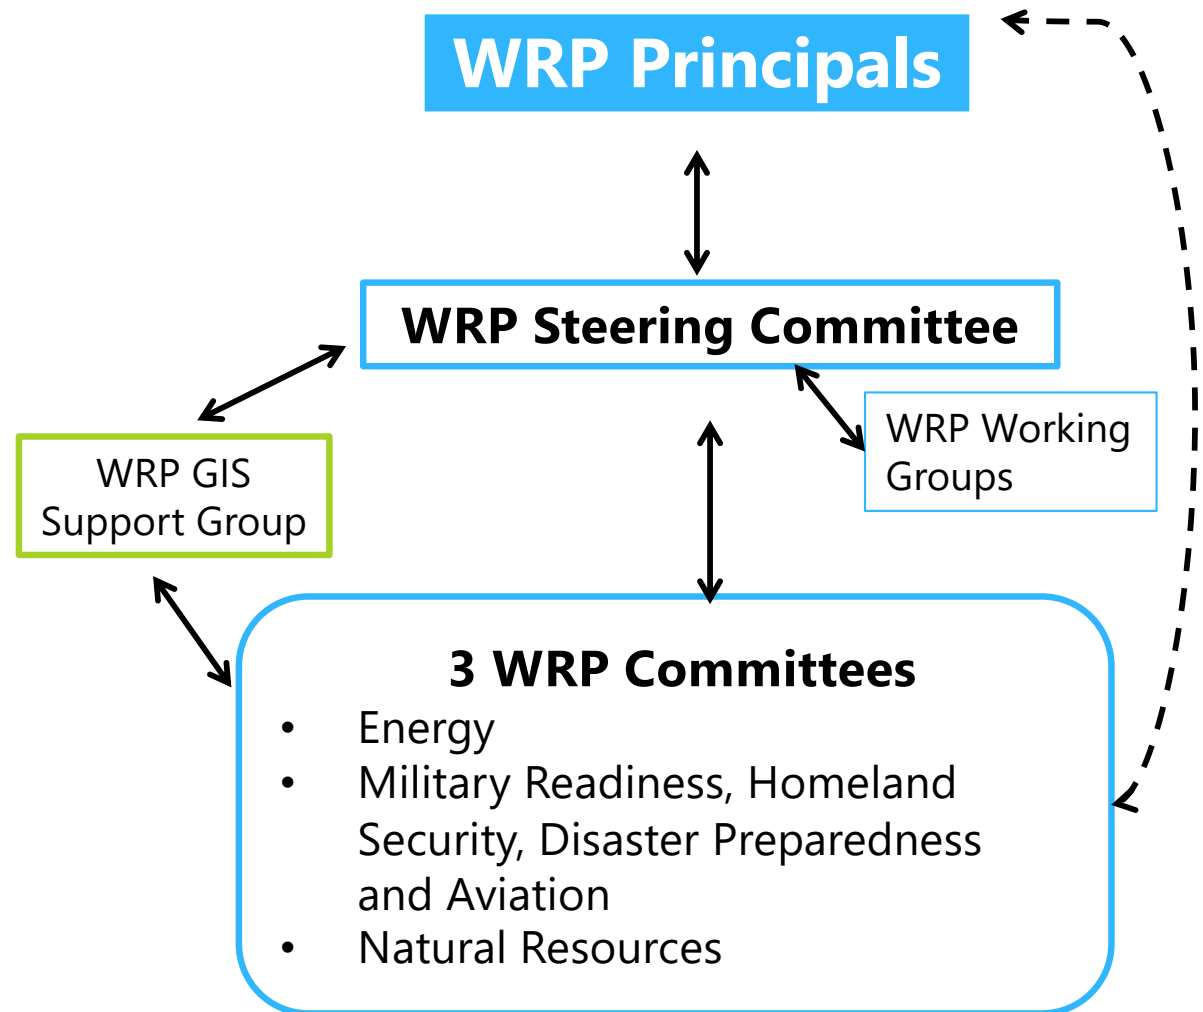 WRP Principals
WRP Steering Committee
WRP Working
Groups
WRP GIS
Support Group
3 WRP Committees
• Energy
• Military Readiness, Homeland
Security, Disaster Preparedness
and Aviation
• Natural Resources